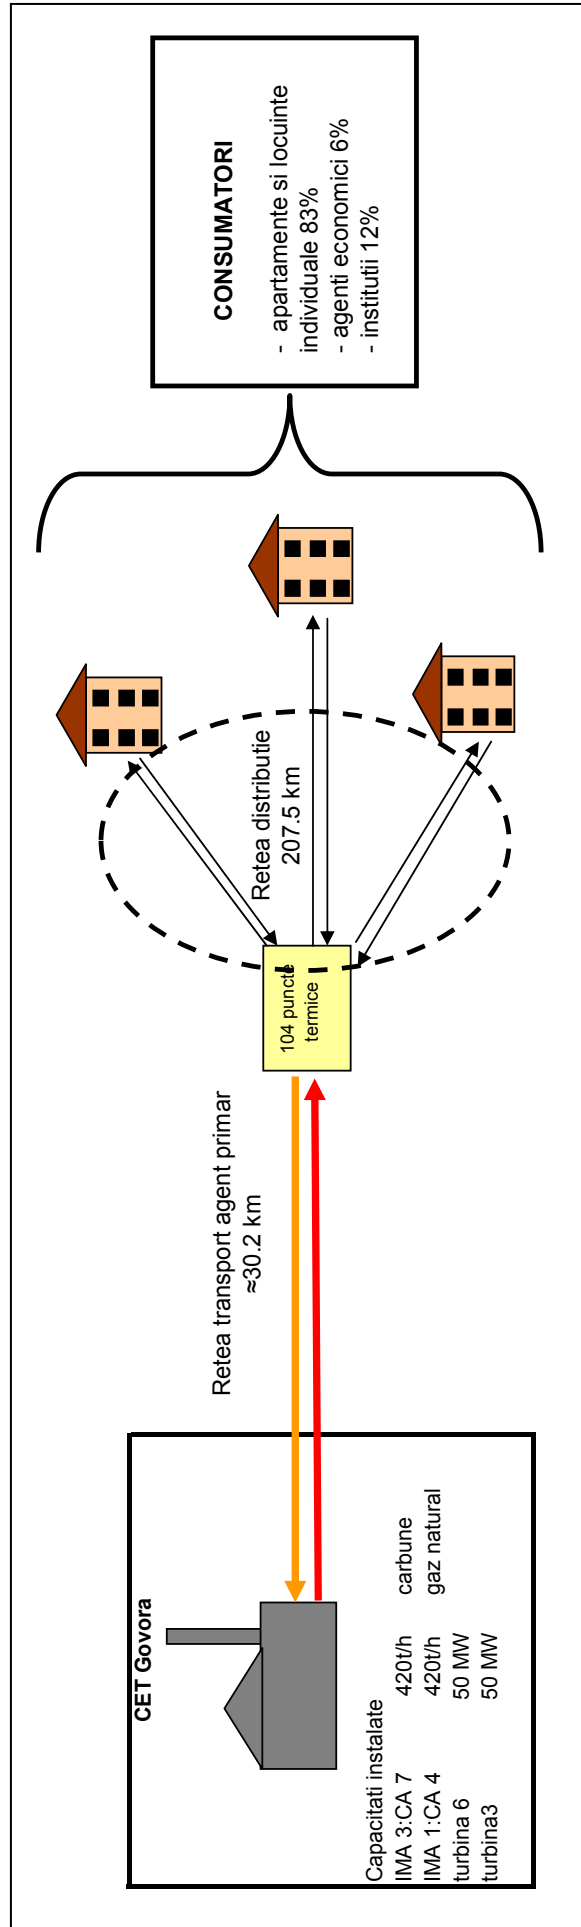 CET Govora
Capacitati instalate
IMA 3:CA 7 420t/h carbune
IMA 1:CA 4 420t/h gaz natural
turbina 6 50 MW
turbina3 50 MW
Retea transport agent primar
≈30.2 km
104 puncte
termice
Retea distributie
207.5 km
CONSUMATORI
- apartamente si locuinte
individuale 83%
- agenti economici 6%
- institutii 12%